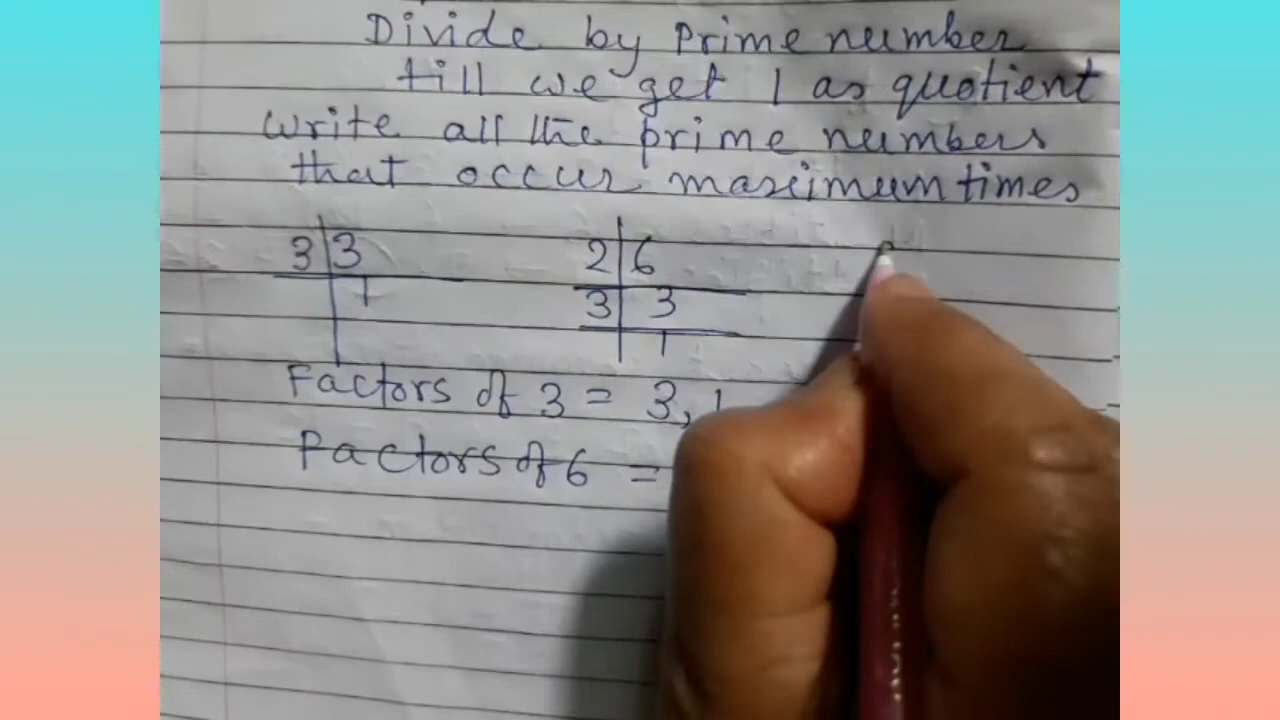 Divide by Prime number
till we get 1 as quotient
write all the prime numbers
that occur maximum times
3 | 3
1
2 | 6
3 | 3
1
Factors of 3 = 3, 1
Factors of 6 =